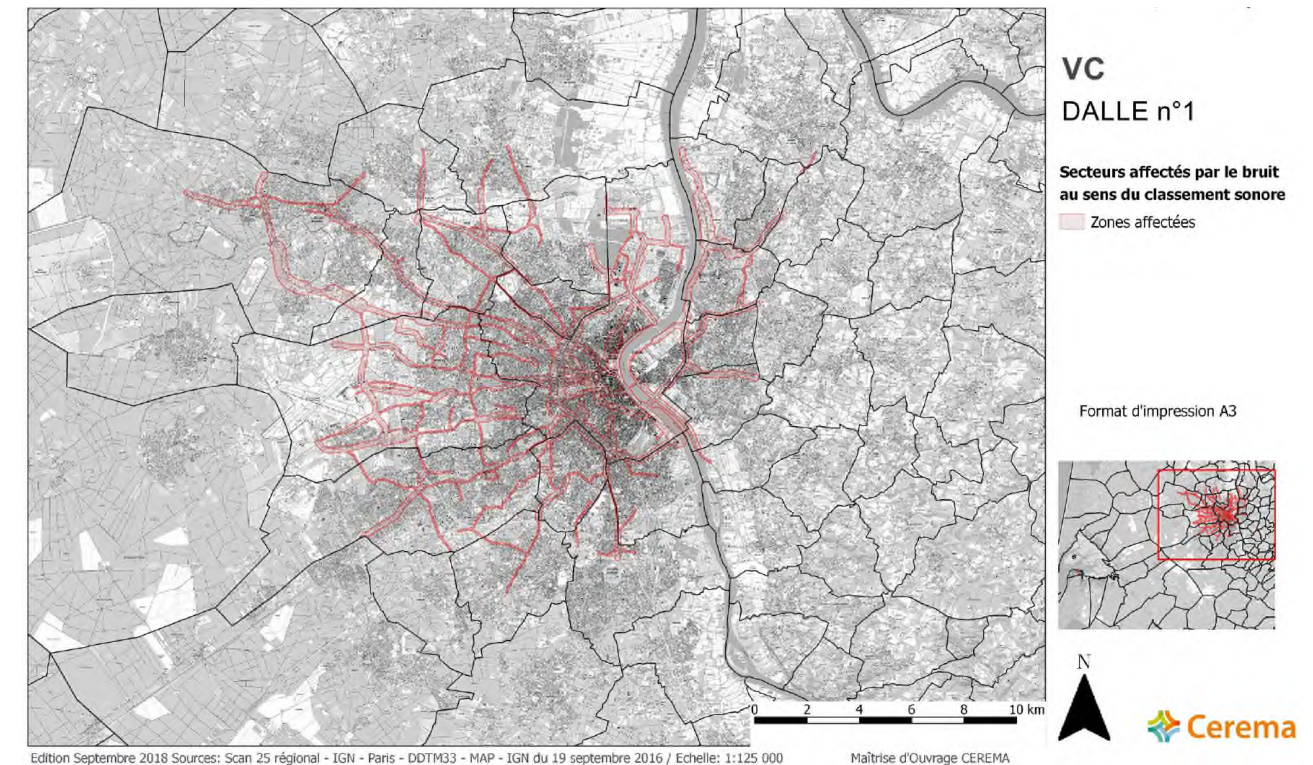 VC
DALLE n°1
Secteurs affectés par le bruit
au sens du classement sonore
Zones affectées
Format d'impression A3
N
0 2 4 6 8 10 km
Cerema
Edition Septembre 2018 Sources: Scan 25 régional - IGN - Paris - DDTM33 - MAP - IGN du 19 septembre 2016 / Echelle: 1:125 000
Maîtrise d'Ouvrage CEREMA